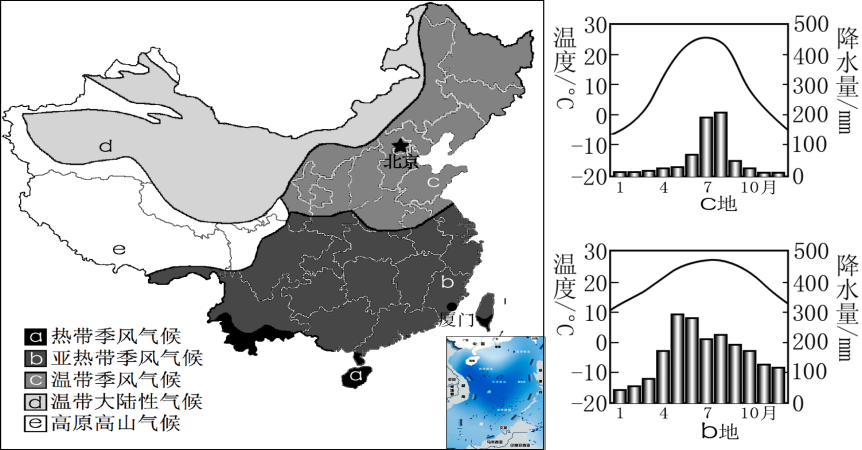 d
北京
c
e
b
厦门
a
a 热带季风气候
b 亚热带季风气候
c 温带季风气候
d 温带大陆性气候
e 高原高山气候
温度/°C
降水量/mm
30
20
10
0
-10
-20
500
400
300
200
100
0
1 4 7 10月
c地
温度/°C
降水量/mm
30
20
10
0
-10
-20
500
400
300
200
100
0
1 4 7 10月
b地